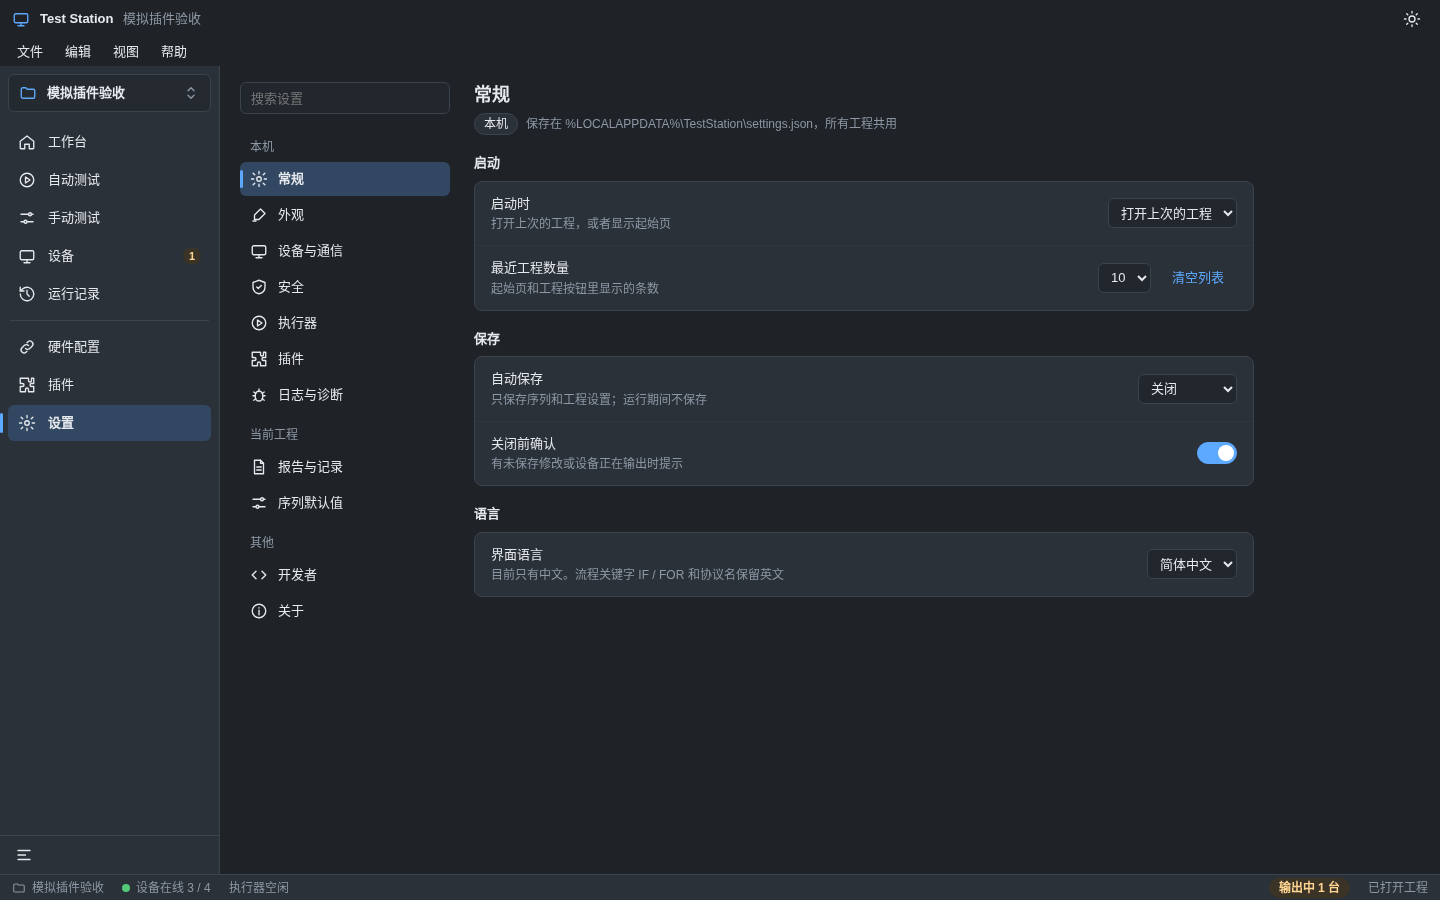 Test Station 模拟插件验收
文件 编辑 视图 帮助
模拟插件验收
工作台
自动测试
手动测试
设备 1
运行记录
硬件配置
插件
设置
搜索设置
本机
常规
外观
设备与通信
安全
执行器
插件
日志与诊断
当前工程
报告与记录
序列默认值
其他
开发者
关于
常规
本机 保存在 %LOCALAPPDATA%\TestStation\settings.json，所有工程共用
启动
启动时
打开上次的工程，或者显示起始页
打开上次的工程
最近工程数量
起始页和工程按钮里显示的条数
10 清空列表
保存
自动保存
只保存序列和工程设置；运行期间不保存
关闭
关闭前确认
有未保存修改或设备正在输出时提示
语言
界面语言
目前只有中文。流程关键字 IF / FOR 和协议名保留英文
简体中文
模拟插件验收 设备在线 3 / 4 执行器空闲 输出中 1 台 已打开工程